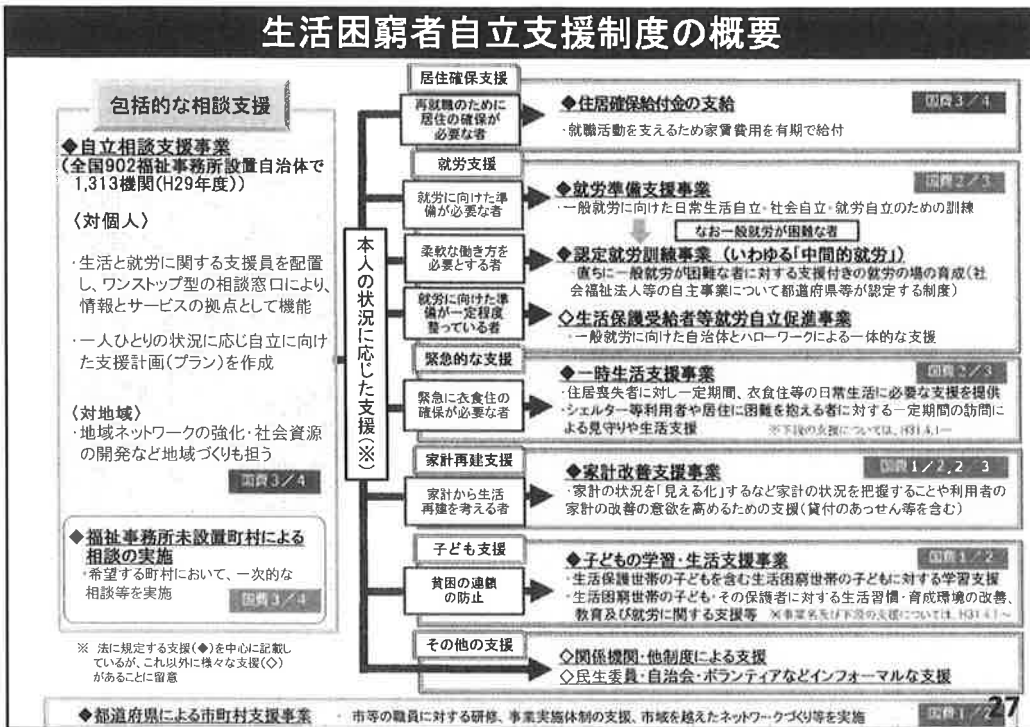 生活困窮者自立支援制度の概要
包括的な相談支援
◆自立相談支援事業
(全国902福祉事務所設置自治体で
1,313機関(H29年度))
〈対個人〉
・生活と就労に関する支援員を配置
し、ワンストップ型の相談窓口により、
情報とサービスの拠点として機能
・一人ひとりの状況に応じ自立に向け
た支援計画(プラン)を作成
〈対地域〉
・地域ネットワークの強化・社会資源
の開発など地域づくりも担う
国費3/4
◆福祉事務所未設置町村による
相談の実施
・希望する町村において、一次的な
相談等を実施
国費3/4
※ 法に規定する支援(◆)を中心に記載し
ているが、これ以外に様々な支援(◇)
があることに留意
本人の状況に応じた支援(※)
居住確保支援
再就職のために
居住の確保が
必要な者
◆住居確保給付金の支給
国費3/4
・就職活動を支えるため家賃費用を有期で給付
就労支援
就労に向けた準
備が必要な者
◆就労準備支援事業
国費2/3
・一般就労に向けた日常生活自立・社会自立・就労自立のための訓練
なお一般就労が困難な者
柔軟な働き方を
必要とする者
◆認定就労訓練事業 (いわゆる「中間的就労」)
・直ちに一般就労が困難な者に対する支援付きの就労の場の育成(社
会福祉法人等の自主事業について都道府県等が認定する制度)
就労に向けた準
備が一定程度
整っている者
◇生活保護受給者等就労自立促進事業
・一般就労に向けた自治体とハローワークによる一体的な支援
緊急的な支援
緊急に衣食住の
確保が必要な者
◆一時生活支援事業
国費2/3
・住居喪失者に対し一定期間、衣食住等の日常生活に必要な支援を提供
・シェルター等利用者や居住に困難を抱える者に対する一定期間の訪問に
よる見守りや生活支援 ※下段の支援については、H31.4.1～
家計再建支援
家計から生活
再建を考える者
◆家計改善支援事業
国費1/2,2/3
・家計の状況を「見える化」するなど家計の状況を把握することや利用者の
家計の改善の意欲を高めるための支援(貸付のあっせん等を含む)
子ども支援
貧困の連鎖
の防止
◆子どもの学習・生活支援事業
国費1/2
・生活保護世帯の子どもを含む生活困窮世帯の子どもに対する学習支援
・生活困窮世帯の子ども・その保護者に対する生活習慣・育成環境の改善、
教育及び就労に関する支援等 ※事業名及び下段の支援については、H31.4.1～
その他の支援
◇関係機関・他制度による支援
◇民生委員・自治会・ボランティアなどインフォーマルな支援
◆都道府県による市町村支援事業 ・市等の職員に対する研修、事業実施体制の支援、市域を越えたネットワークづくり等を実施
国費1/2
27